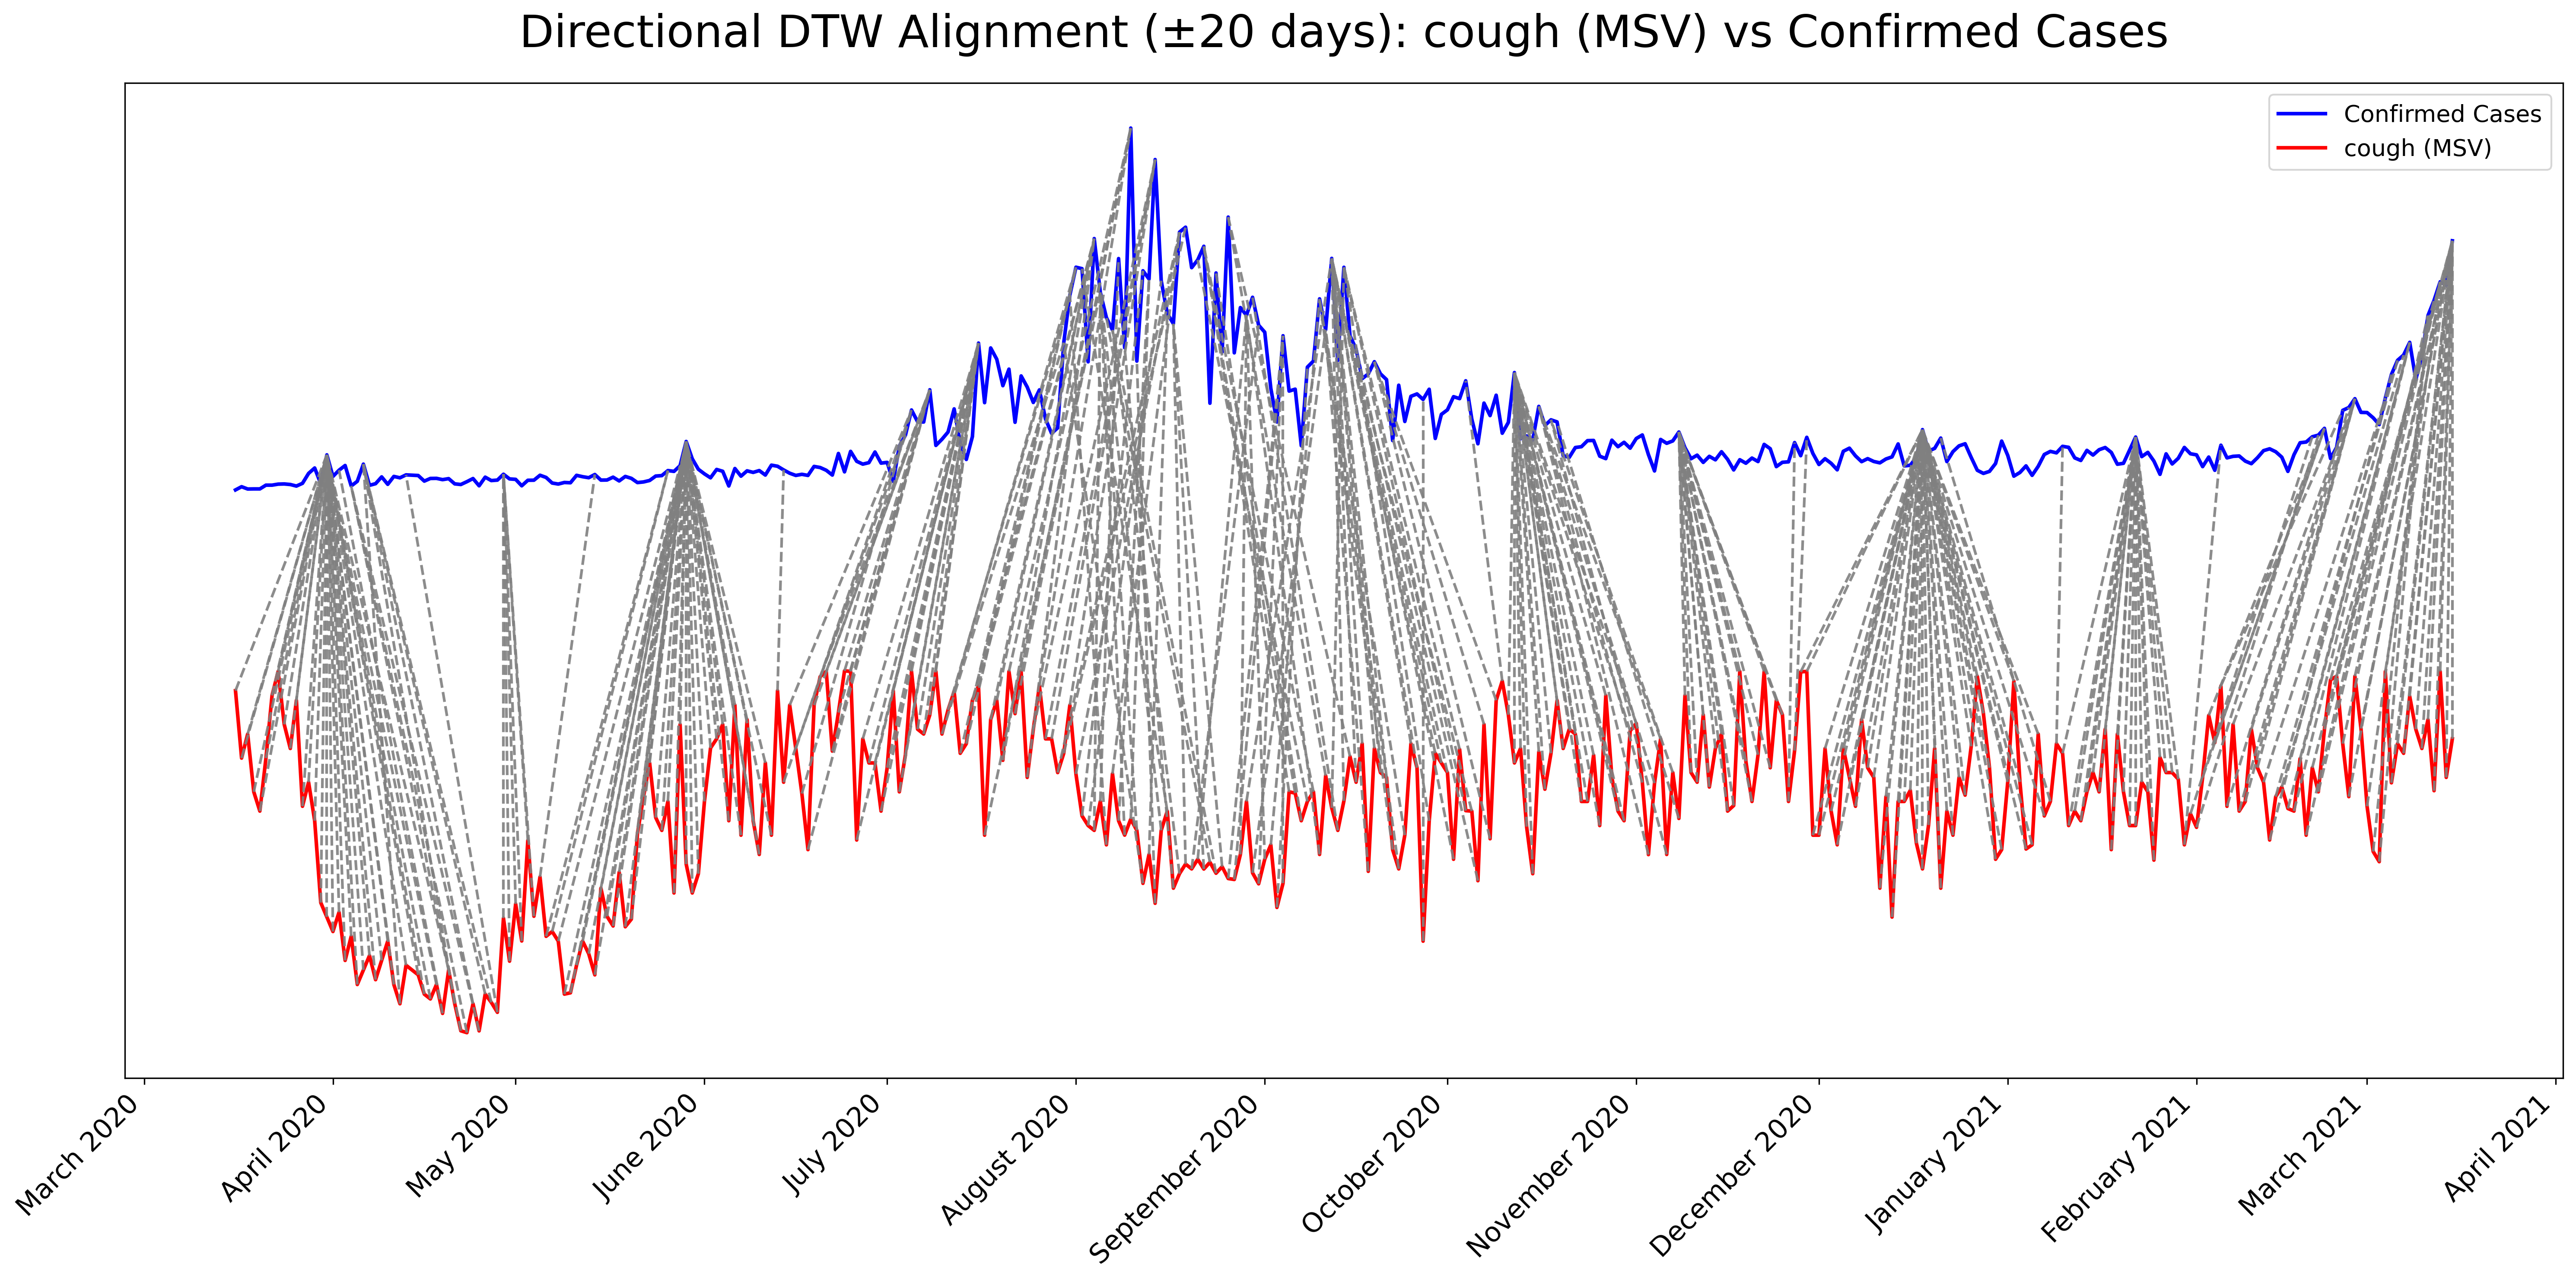 Directional DTW Alignment (±20 days): cough (MSV) vs Confirmed Cases
Confirmed Cases
cough (MSV)
March 2020
April 2020
May 2020
June 2020
July 2020
August 2020
September 2020
October 2020
November 2020
December 2020
January 2021
February 2021
March 2021
April 2021